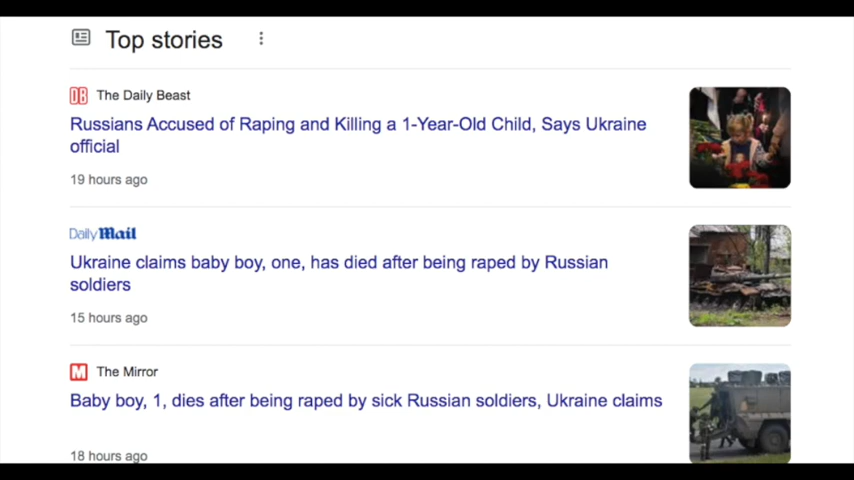 Top stories
The Daily Beast
Russians Accused of Raping and Killing a 1-Year-Old Child, Says Ukraine
official
19 hours ago
Daily Mail
Ukraine claims baby boy, one, has died after being raped by Russian
soldiers
15 hours ago
The Mirror
Baby boy, 1, dies after being raped by sick Russian soldiers, Ukraine claims
18 hours ago